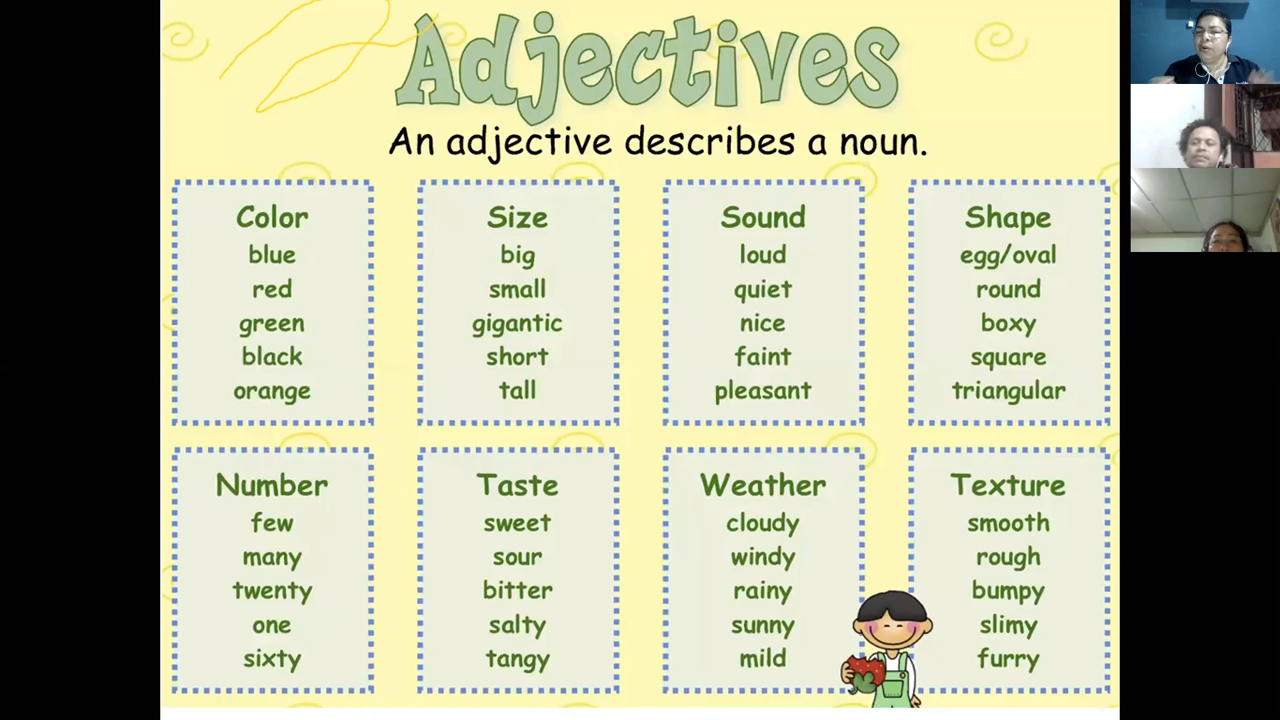 Adjectives
An adjective describes a noun.
Color
blue
red
green
black
orange
Size
big
small
gigantic
short
tall
Sound
loud
quiet
nice
faint
pleasant
Shape
egg/oval
round
boxy
square
triangular
Number
few
many
twenty
one
sixty
Taste
sweet
sour
bitter
salty
tangy
Weather
cloudy
windy
rainy
sunny
mild
Texture
smooth
rough
bumpy
slimy
furry